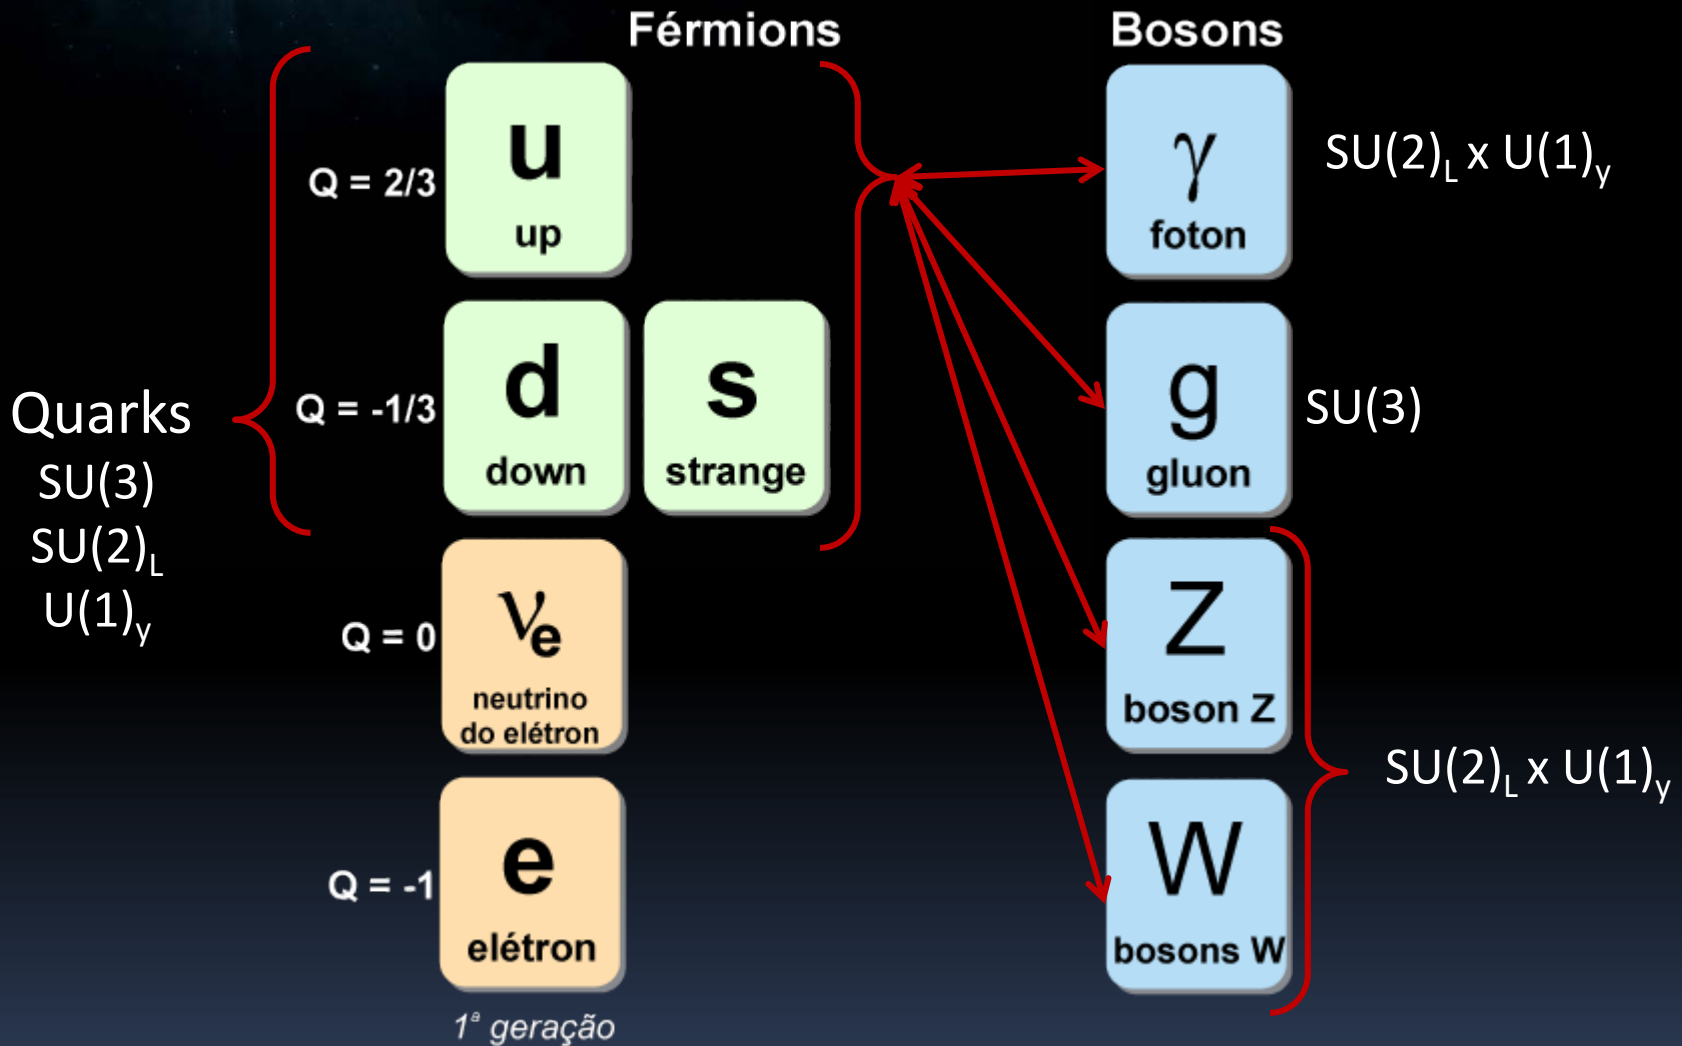 Férmions
Bosons
Quarks
SU(3)
SU(2)L
U(1)y
Q = 2/3
u
up
Q = -1/3
d
down
s
strange
Q = 0
νe
neutrino
do elétron
Q = -1
e
elétron
1ª geração
γ
foton
SU(2)L x U(1)y
g
gluon
SU(3)
Z
boson Z
W
bosons W
SU(2)L x U(1)y